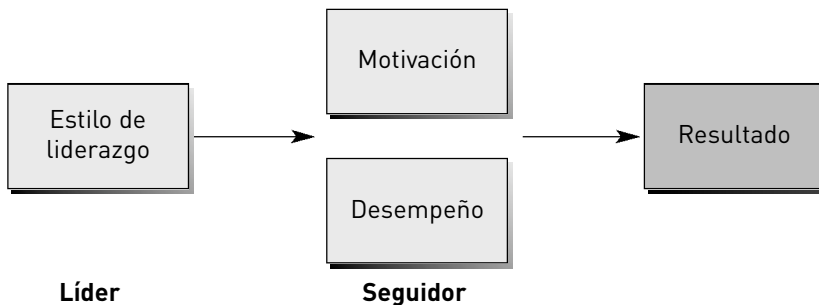 Motivación
Estilo de
liderazgo
Resultado
Desempeño
Líder
Seguidor